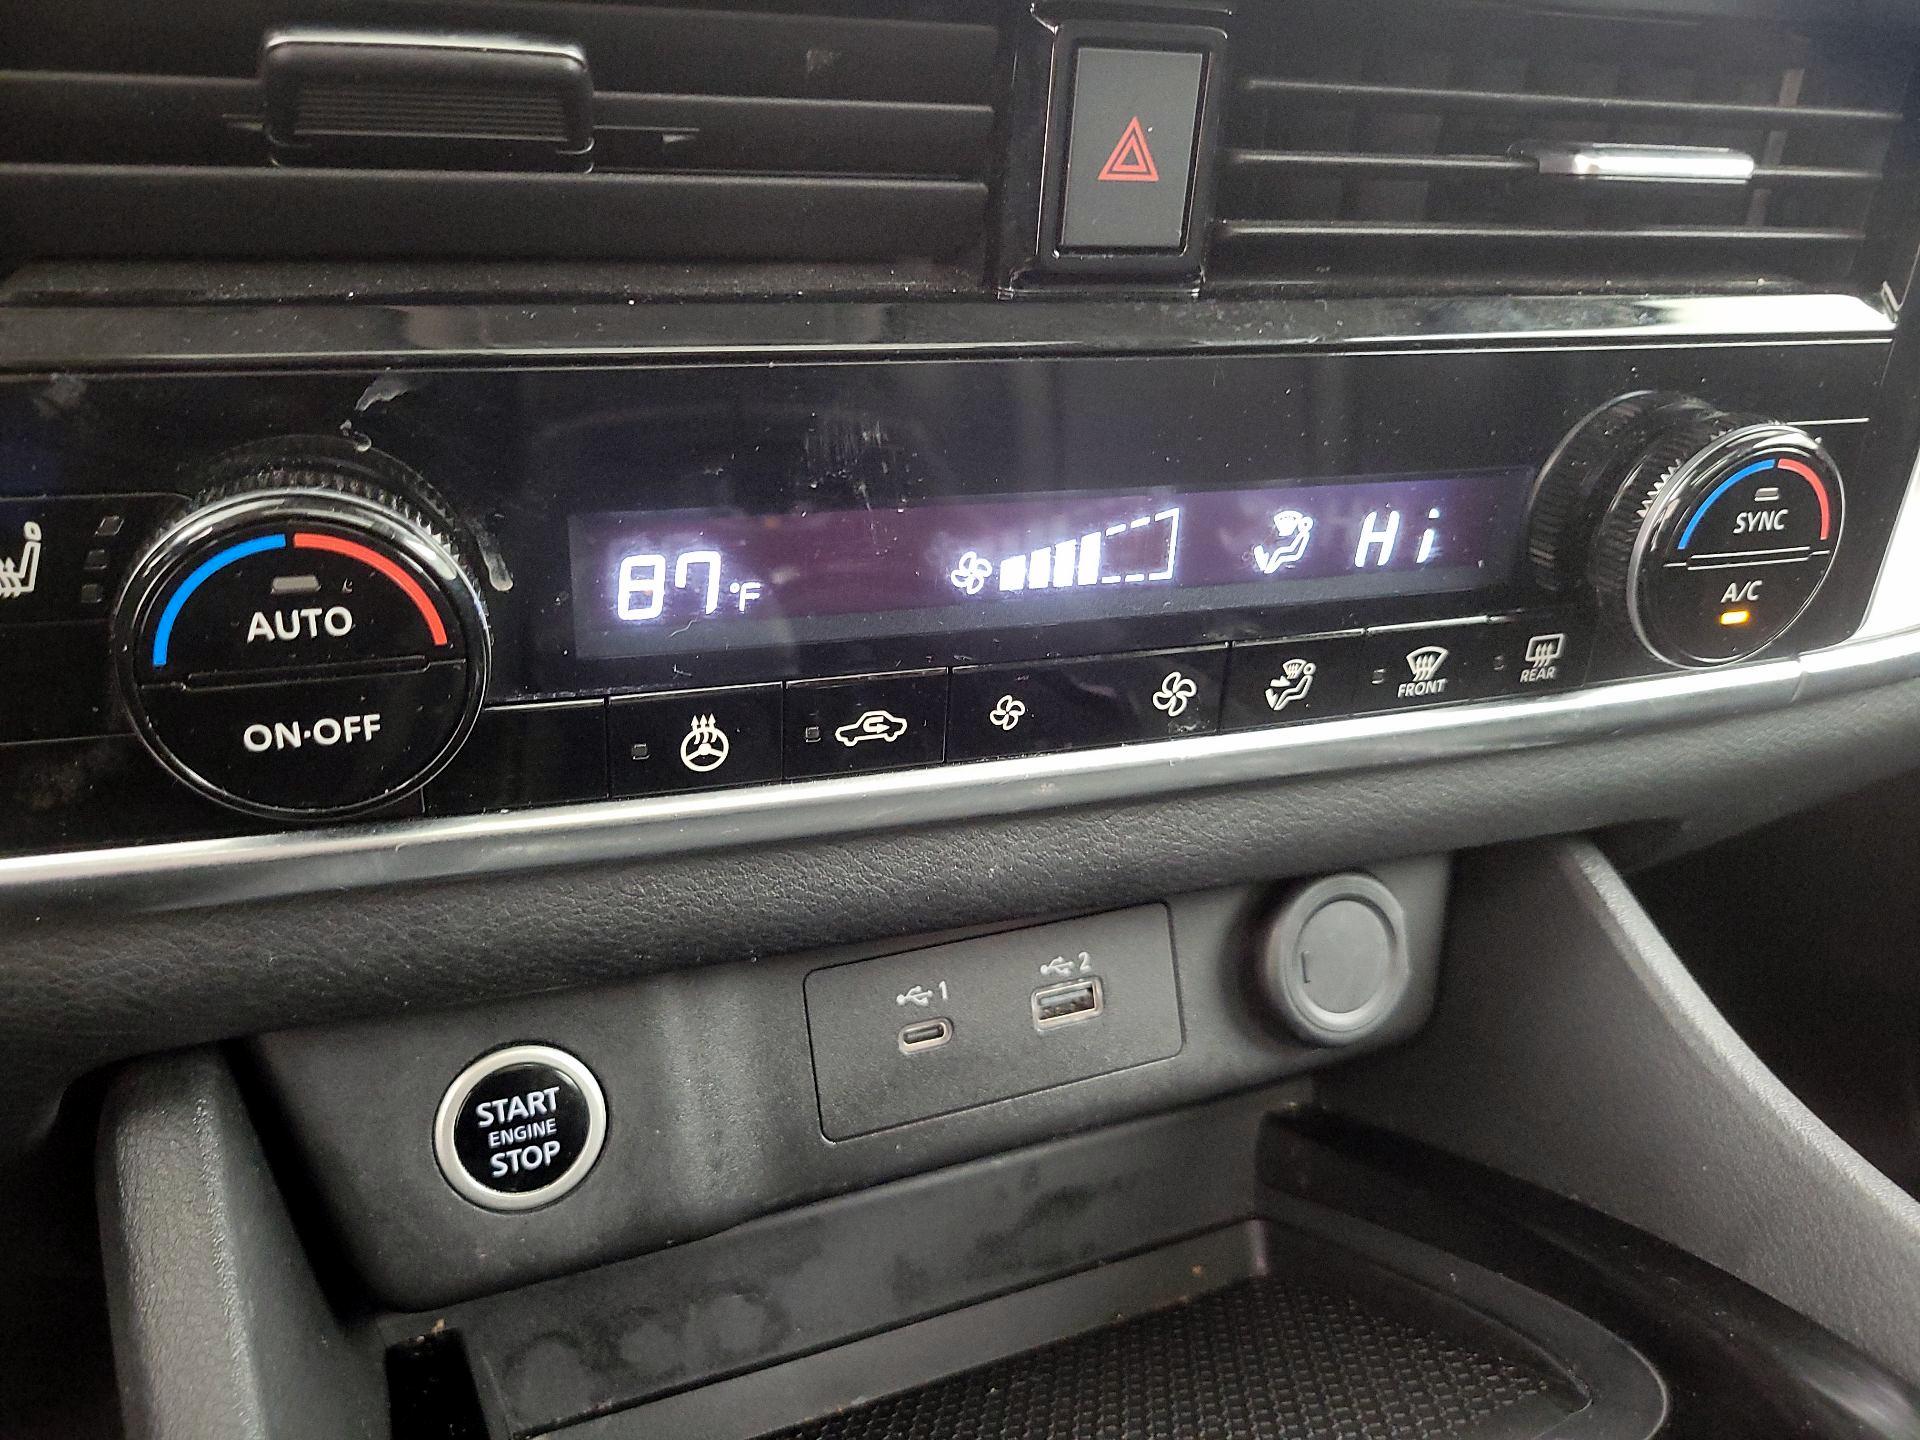 87°F
Hi
AUTO
ON·OFF
SYNC
A/C
FRONT
REAR
1
2
START
ENGINE
STOP